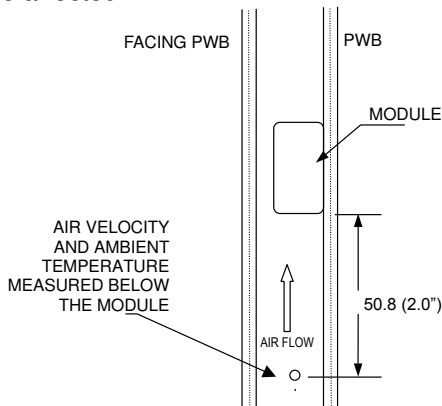 FACING PWB
PWB
MODULE
AIR VELOCITY
AND AMBIENT
TEMPERATURE
MEASURED BELOW
THE MODULE
50.8 (2.0")
AIR FLOW